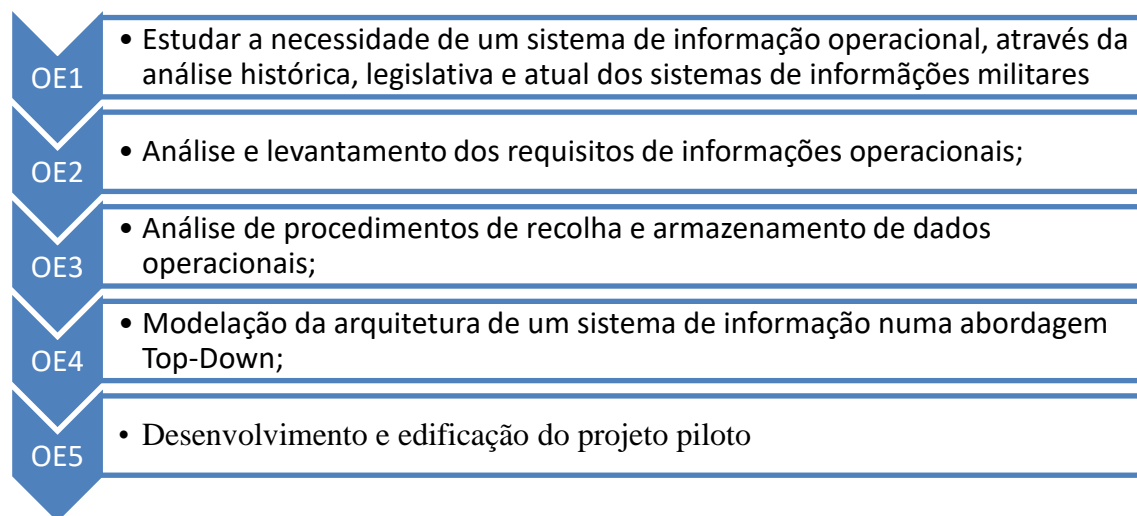 OE1
• Estudar a necessidade de um sistema de informação operacional, através da
análise histórica, legislativa e atual dos sistemas de informãções militares
OE2
• Análise e levantamento dos requisitos de informações operacionais;
OE3
• Análise de procedimentos de recolha e armazenamento de dados
operacionais;
OE4
• Modelação da arquitetura de um sistema de informação numa abordagem
Top-Down;
OE5
• Desenvolvimento e edificação do projeto piloto